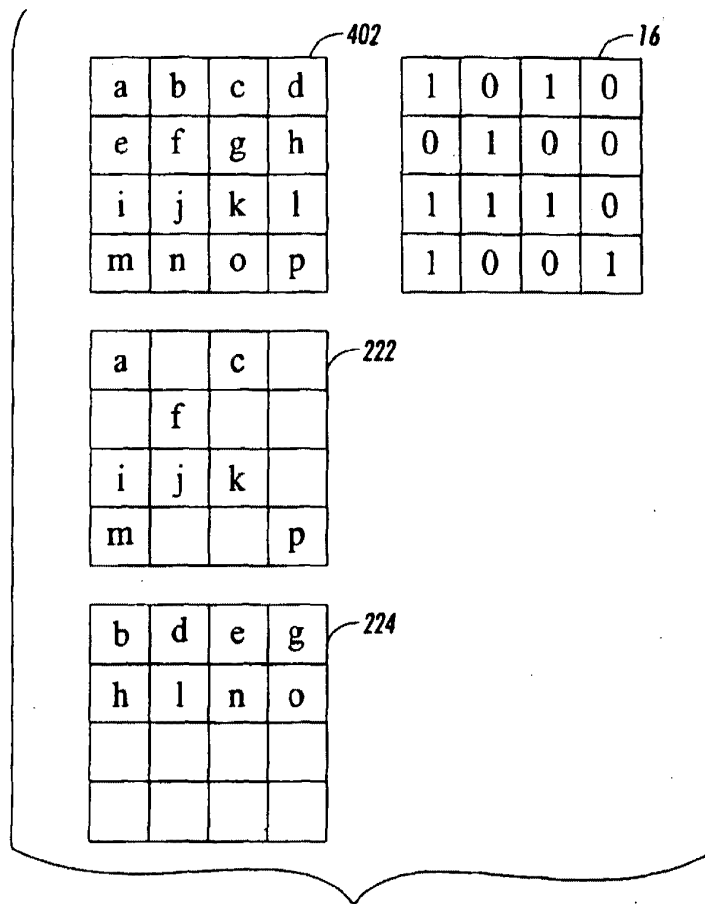 402 16
a b c d
e f g h
i j k l
m n o p
1 0 1 0
0 1 0 0
1 1 1 0
1 0 0 1
222
a c
f
i j k
m p
224
b d e g
h l n o